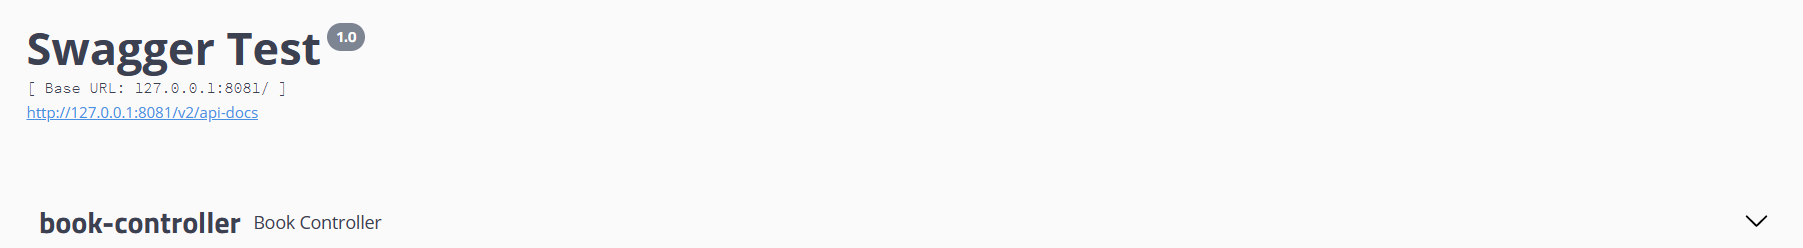 Swagger Test 1.0
[ Base URL: 127.0.0.1:8081/ ]
http://127.0.0.1:8081/v2/api-docs
book-controller Book Controller